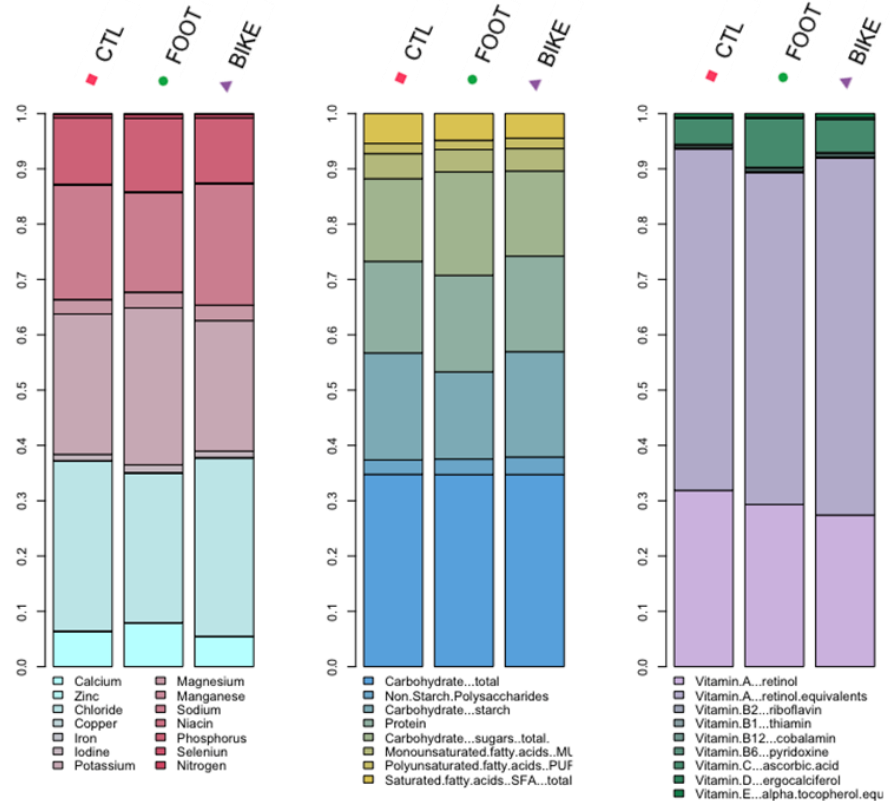 CTL FOOT BIKE
CTL FOOT BIKE
CTL FOOT BIKE
1.0 1.0 1.0
0.9 0.9 0.9
0.8 0.8 0.8
0.7 0.7 0.7
0.6 0.6 0.6
0.5 0.5 0.5
0.4 0.4 0.4
0.3 0.3 0.3
0.2 0.2 0.2
0.1 0.1 0.1
0.0 0.0 0.0
Calcium
Zinc
Chloride
Copper
Iron
Iodine
Potassium
Magnesium
Manganese
Sodium
Niacin
Phosphorus
Seleniun
Nitrogen
Carbohydrate...total
Non.Starch.Polysaccharides
Carbohydrate...starch
Protein
Carbohydrate...sugars..total.
Monounsaturated.fatty.acids..MU
Polyunsaturated.fatty.acids..PUF
Saturated.fatty.acids..SFA...total
Vitamin.A...retinol
Vitamin.A...retinol.equivalents
Vitamin.B2...riboflavin
Vitamin.B1...thiamin
Vitamin.B12...cobalamin
Vitamin.B6...pyridoxine
Vitamin.C...ascorbic.acid
Vitamin.D...ergocalciferol
Vitamin.E...alpha.tocopherol.equ